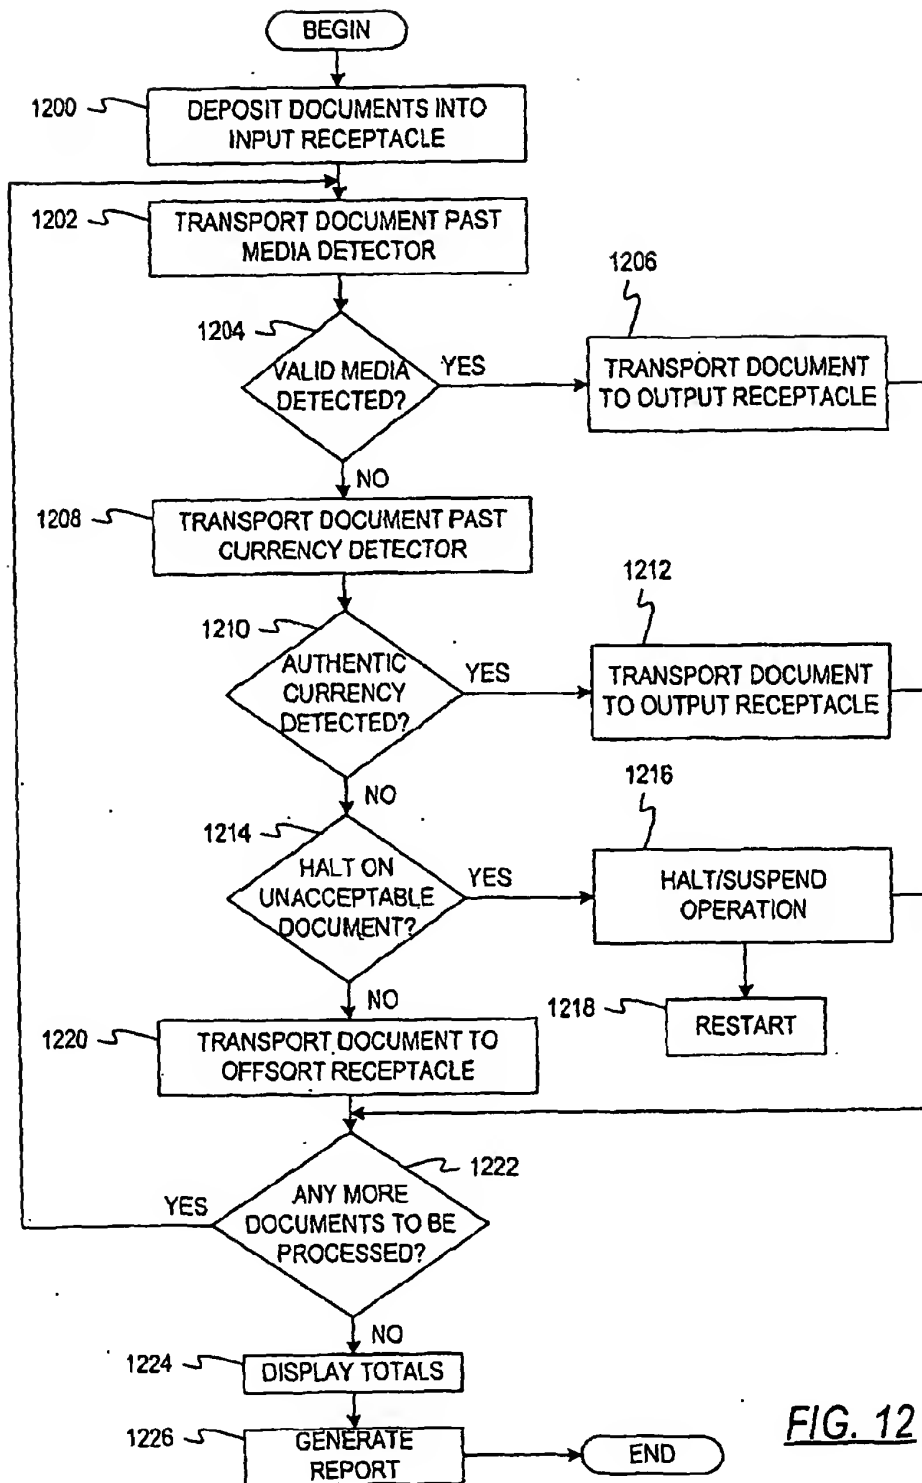 BEGIN
1200
DEPOSIT DOCUMENTS INTO
INPUT RECEPTACLE
1202
TRANSPORT DOCUMENT PAST
MEDIA DETECTOR
1204
VALID MEDIA
DETECTED?
YES
1206
TRANSPORT DOCUMENT
TO OUTPUT RECEPTACLE
NO
1208
TRANSPORT DOCUMENT PAST
CURRENCY DETECTOR
1210
AUTHENTIC
CURRENCY
DETECTED?
YES
1212
TRANSPORT DOCUMENT
TO OUTPUT RECEPTACLE
NO
1214
HALT ON
UNACCEPTABLE
DOCUMENT?
YES
1216
HALT/SUSPEND
OPERATION
1218
RESTART
NO
1220
TRANSPORT DOCUMENT TO
OFFSORT RECEPTACLE
1222
ANY MORE
DOCUMENTS TO BE
PROCESSED?
YES
NO
1224
DISPLAY TOTALS
1226
GENERATE
REPORT
END
FIG. 12